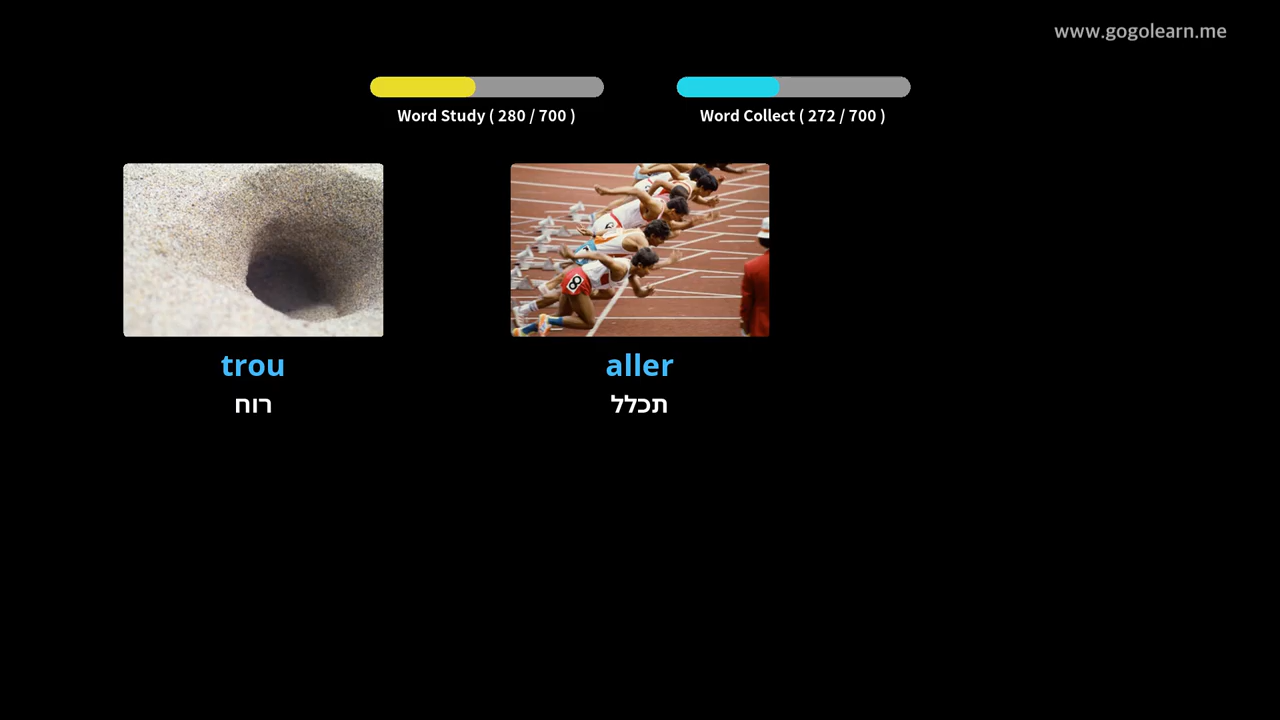 www.gogolearn.me
Word Study ( 280 / 700 )
Word Collect ( 272 / 700 )
trou
רוח
aller
תכלל